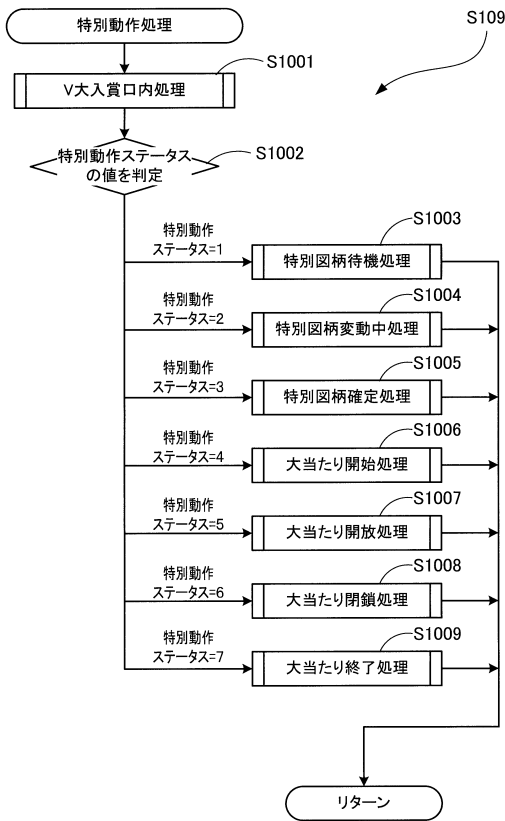 特別動作処理
S109
S1001
V大入賞口内処理
S1002
特別動作ステータス
の値を判定
特別動作
ステータス=1
S1003
特別図柄待機処理
特別動作
ステータス=2
S1004
特別図柄変動中処理
特別動作
ステータス=3
S1005
特別図柄確定処理
特別動作
ステータス=4
S1006
大当たり開始処理
特別動作
ステータス=5
S1007
大当たり開放処理
特別動作
ステータス=6
S1008
大当たり閉鎖処理
特別動作
ステータス=7
S1009
大当たり終了処理
リターン